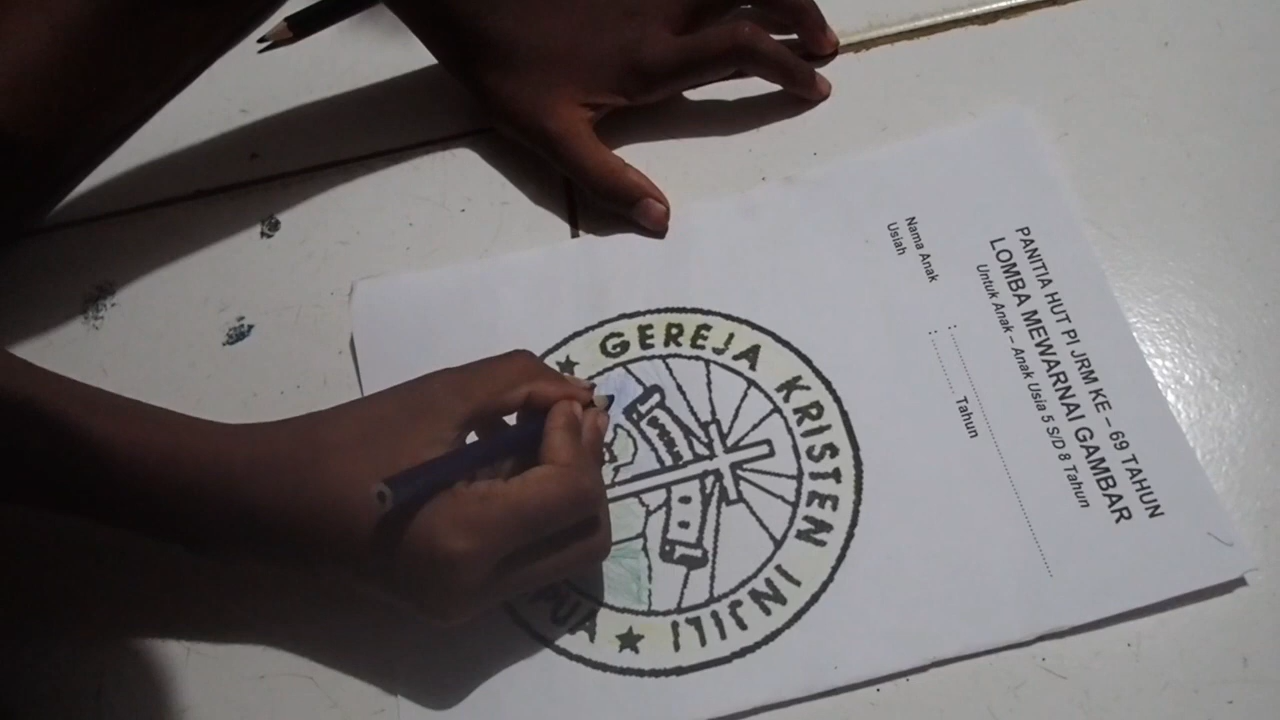 PANITIA HUT PI JRM KE – 69 TAHUN
LOMBA MEWARNAI GAMBAR
Untuk Anak – Anak Usia 5 S/D 8 Tahun
Nama Anak : ........................................
Usiah : ............ Tahun
GEREJA KRISTEN INJILI